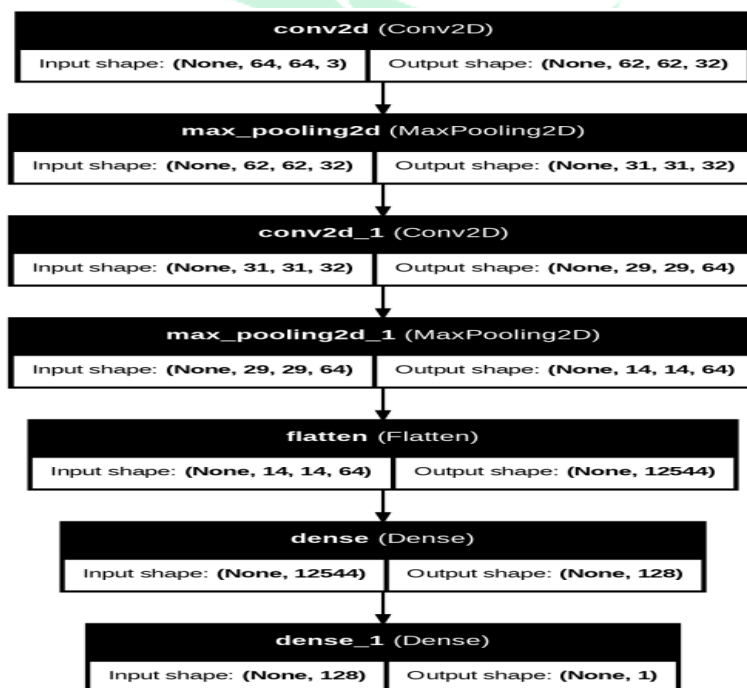 conv2d (Conv2D)
Input shape: (None, 64, 64, 3) Output shape: (None, 62, 62, 32)
max_pooling2d (MaxPooling2D)
Input shape: (None, 62, 62, 32) Output shape: (None, 31, 31, 32)
conv2d_1 (Conv2D)
Input shape: (None, 31, 31, 32) Output shape: (None, 29, 29, 64)
max_pooling2d_1 (MaxPooling2D)
Input shape: (None, 29, 29, 64) Output shape: (None, 14, 14, 64)
flatten (Flatten)
Input shape: (None, 14, 14, 64) Output shape: (None, 12544)
dense (Dense)
Input shape: (None, 12544) Output shape: (None, 128)
dense_1 (Dense)
Input shape: (None, 128) Output shape: (None, 1)